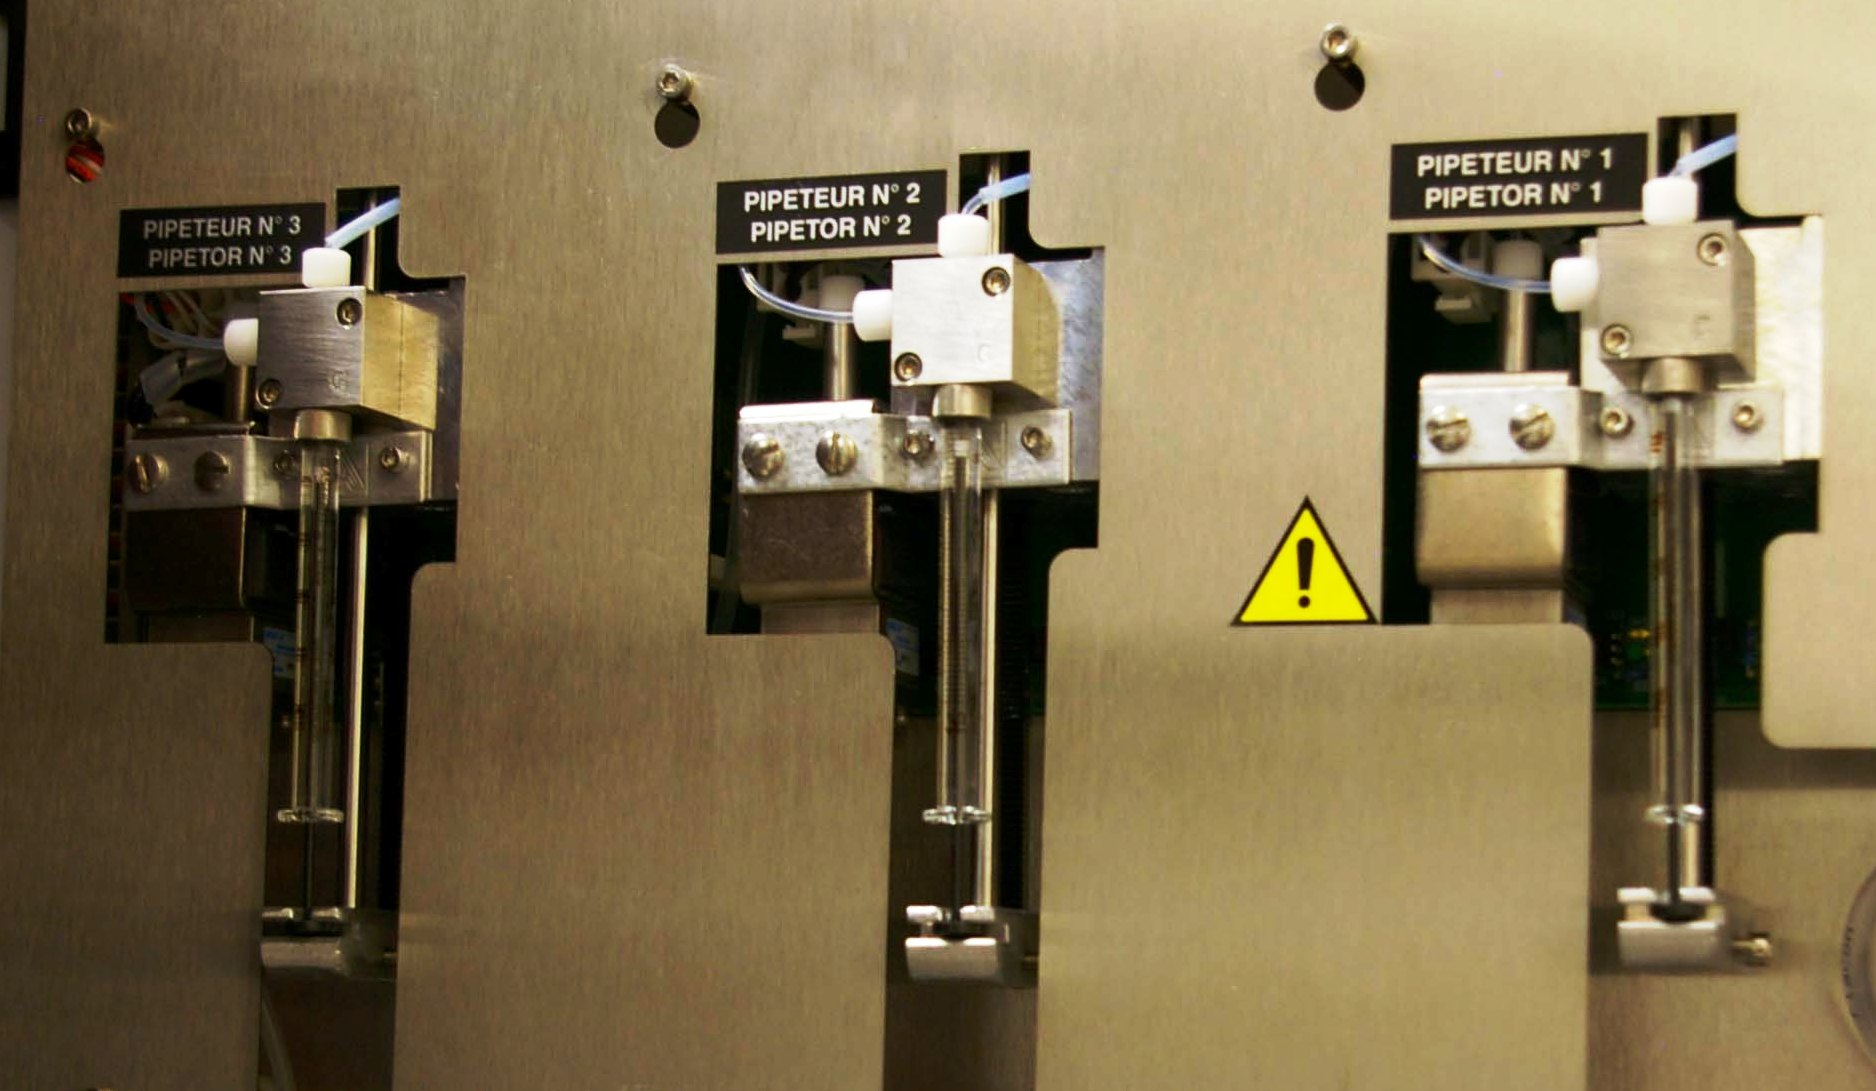 PIPETEUR N° 3
PIPETOR N° 3
PIPETEUR N° 2
PIPETOR N° 2
PIPETEUR N° 1
PIPETOR N° 1
!